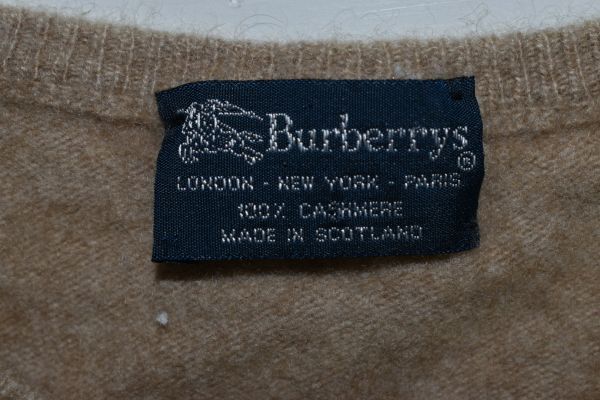 Burberrys®
LONDON - NEW YORK - PARIS
100% CASHMERE
MADE IN SCOTLAND